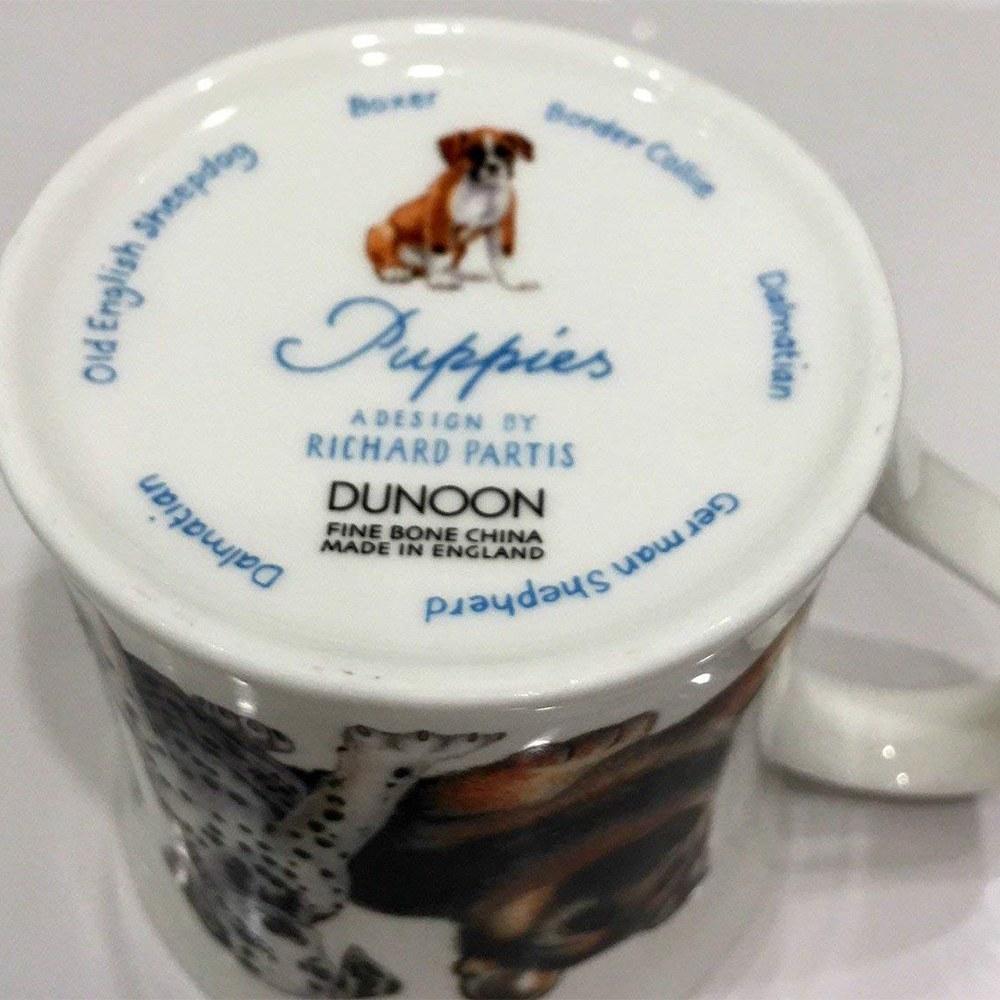 Boxer
Border Collie
Dalmatian
German Shepherd
Dalmatian
Old English Sheepdog
Puppies
A DESIGN BY
RICHARD PARTIS
DUNOON
FINE BONE CHINA
MADE IN ENGLAND